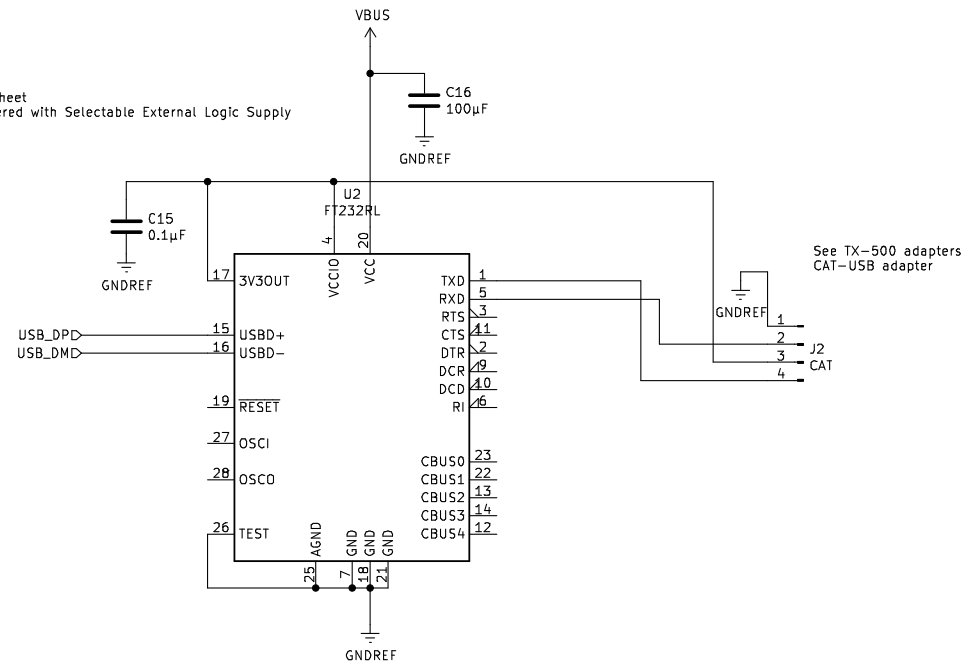 VBUS
C16
100µF
GNDREF
heet
ered with Selectable External Logic Supply
U2
FT232RL
C15
0.1µF
GNDREF
4
20
VCCIO
VCC
17
3V3OUT
USB_DP
15
USBD+
USB_DM
16
USBD-
19
RESET
27
OSCI
28
OSCO
26
TEST
TXD
1
RXD
5
RTS
3
CTS
11
DTR
2
DCR
9
DCD
10
RI
6
CBUS0
23
CBUS1
22
CBUS2
13
CBUS3
14
CBUS4
12
AGND
GND
GND
GND
25
7
18
21
GNDREF
See TX-500 adapters
CAT-USB adapter
GNDREF
1
2
3
4
J2
CAT